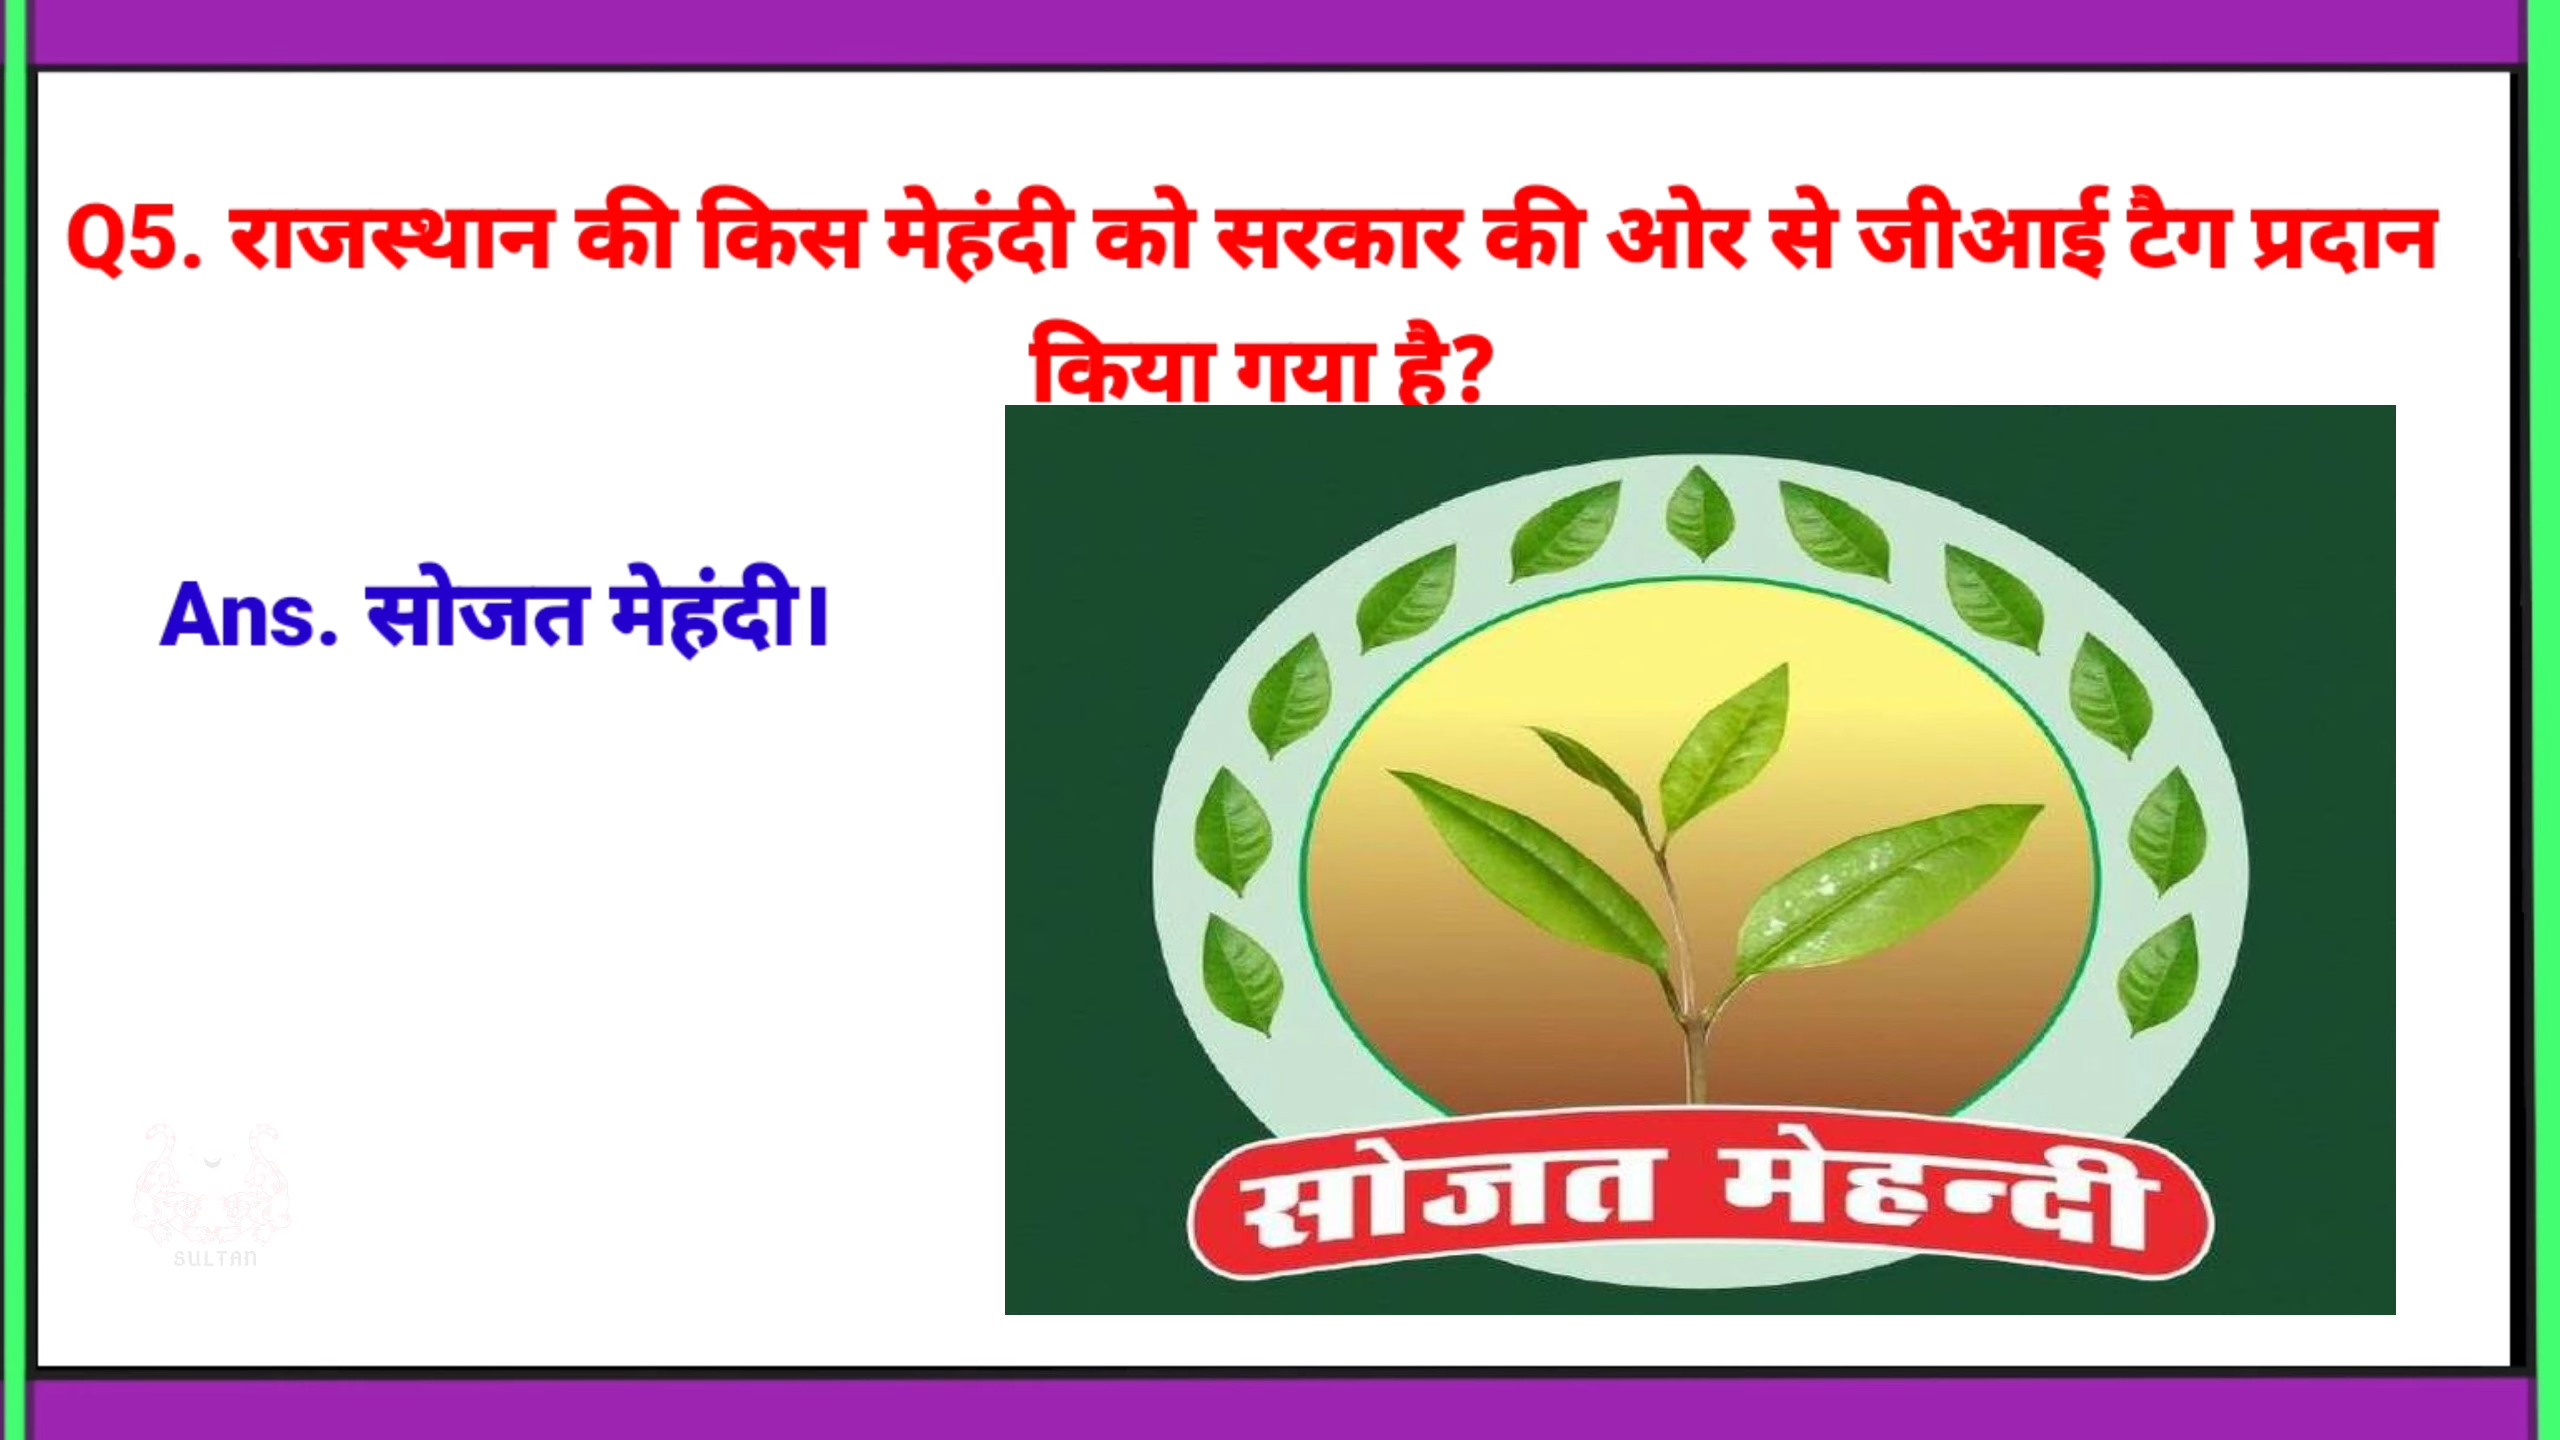 Q5. राजस्थान की किस मेहंदी को सरकार की ओर से जीआई टैग प्रदान
किया गया है?
Ans. सोजत मेहंदी।
सोजत मेहन्दी
SULTAN